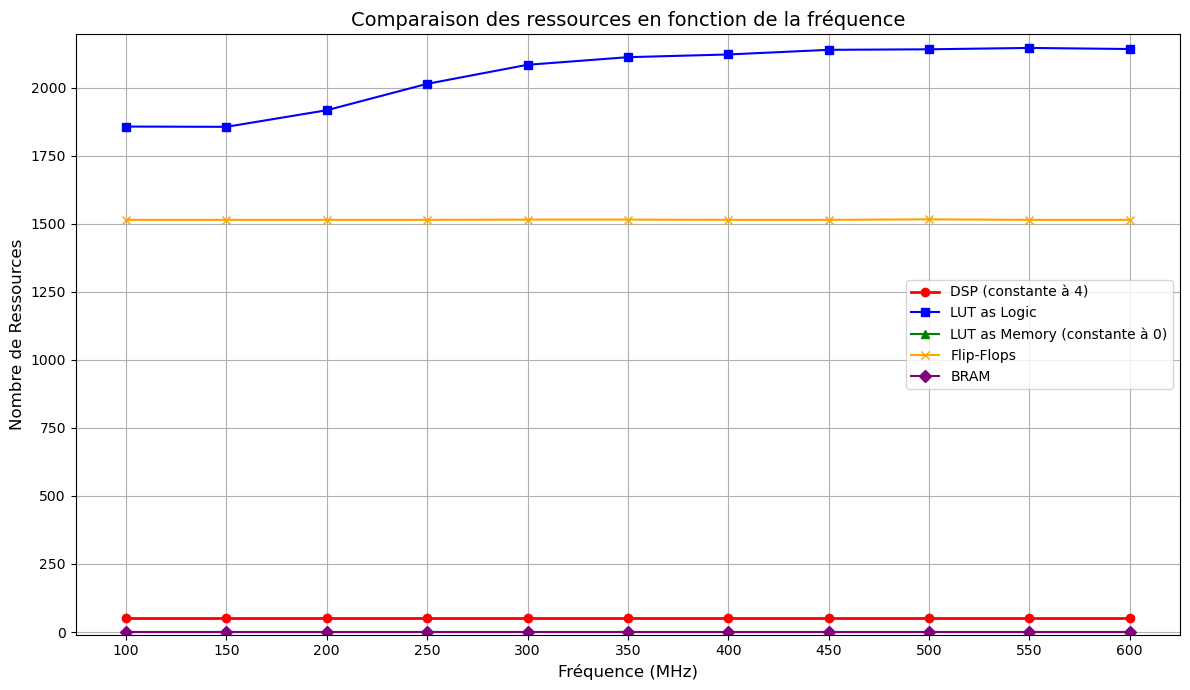 Comparaison des ressources en fonction de la fréquence
Nombre de Ressources
2000
1750
1500
1250
1000
750
500
250
0
DSP (constante à 4)
LUT as Logic
LUT as Memory (constante à 0)
Flip-Flops
BRAM
100 150 200 250 300 350 400 450 500 550 600
Fréquence (MHz)